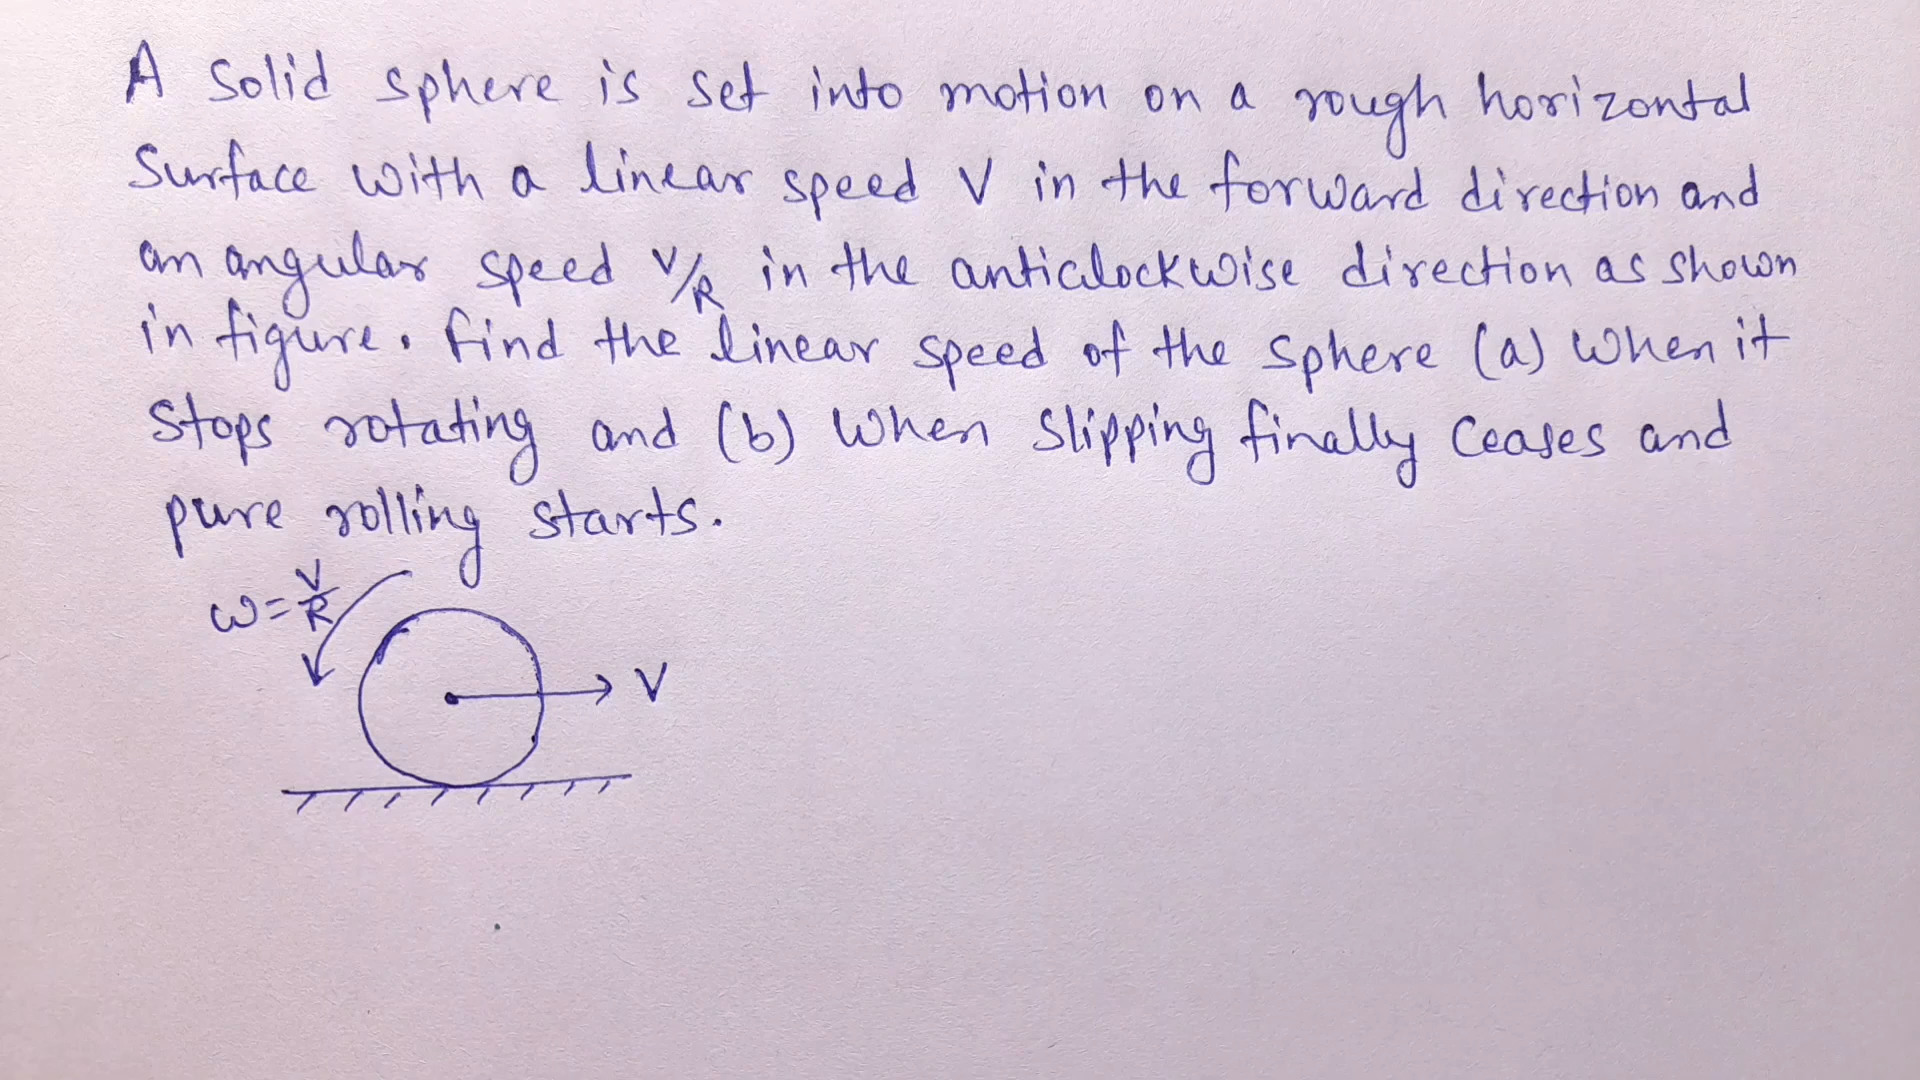 A solid sphere is set into motion on a rough horizontal
Surface with a linear speed V in the forward direction and
an angular speed V/R in the anticlockwise direction as shown
in figure. find the linear speed of the sphere (a) when it
stops rotating and (b) when slipping finally ceases and
pure rolling starts.
ω=V/R
V